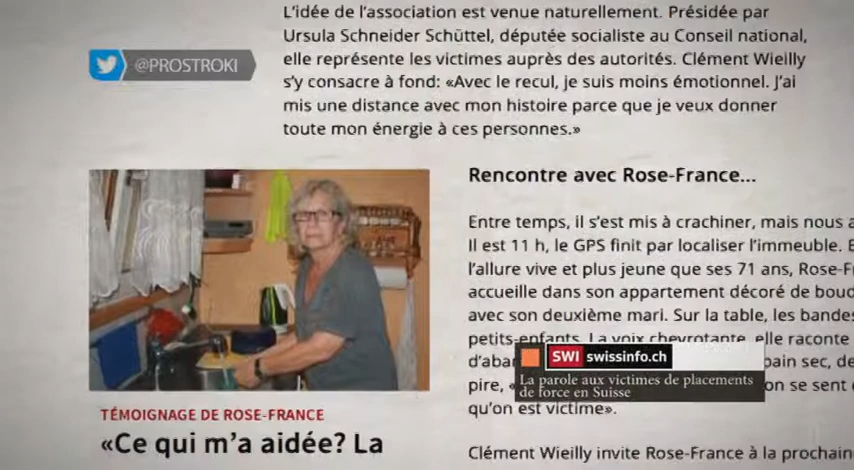 L'idée de l'association est venue naturellement. Présidée par
Ursula Schneider Schüttel, députée socialiste au Conseil national,
elle représente les victimes auprès des autorités. Clément Wieilly
s'y consacre à fond: «Avec le recul, je suis moins émotionnel. J'ai
mis une distance avec mon histoire parce que je veux donner
toute mon énergie à ces personnes.»
@PROSTROKI
Rencontre avec Rose-France...
Entre temps, il s'est mis à crachiner, mais nous a
Il est 11 h, le GPS finit par localiser l'immeuble. E
l'allure vive et plus jeune que ses 71 ans, Rose-F
accueille dans son appartement décoré de boud
avec son deuxième mari. Sur la table, les bandes
petits-enfants. La voix chevrotante, elle raconte
d'aba pain sec, de
pire, « on se sent
qu'on est victime».
Clément Wieilly invite Rose-France à la prochain
SWI swissinfo.ch
La parole aux victimes de placements
de force en Suisse
TÉMOIGNAGE DE ROSE-FRANCE
«Ce qui m'a aidée? La